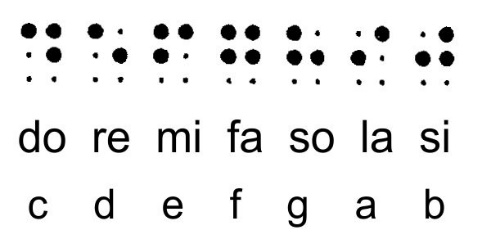 ⠙ ⠑ ⠋ ⠛ ⠓ ⠊ ⠚
do re mi fa so la si
c d e f g a b